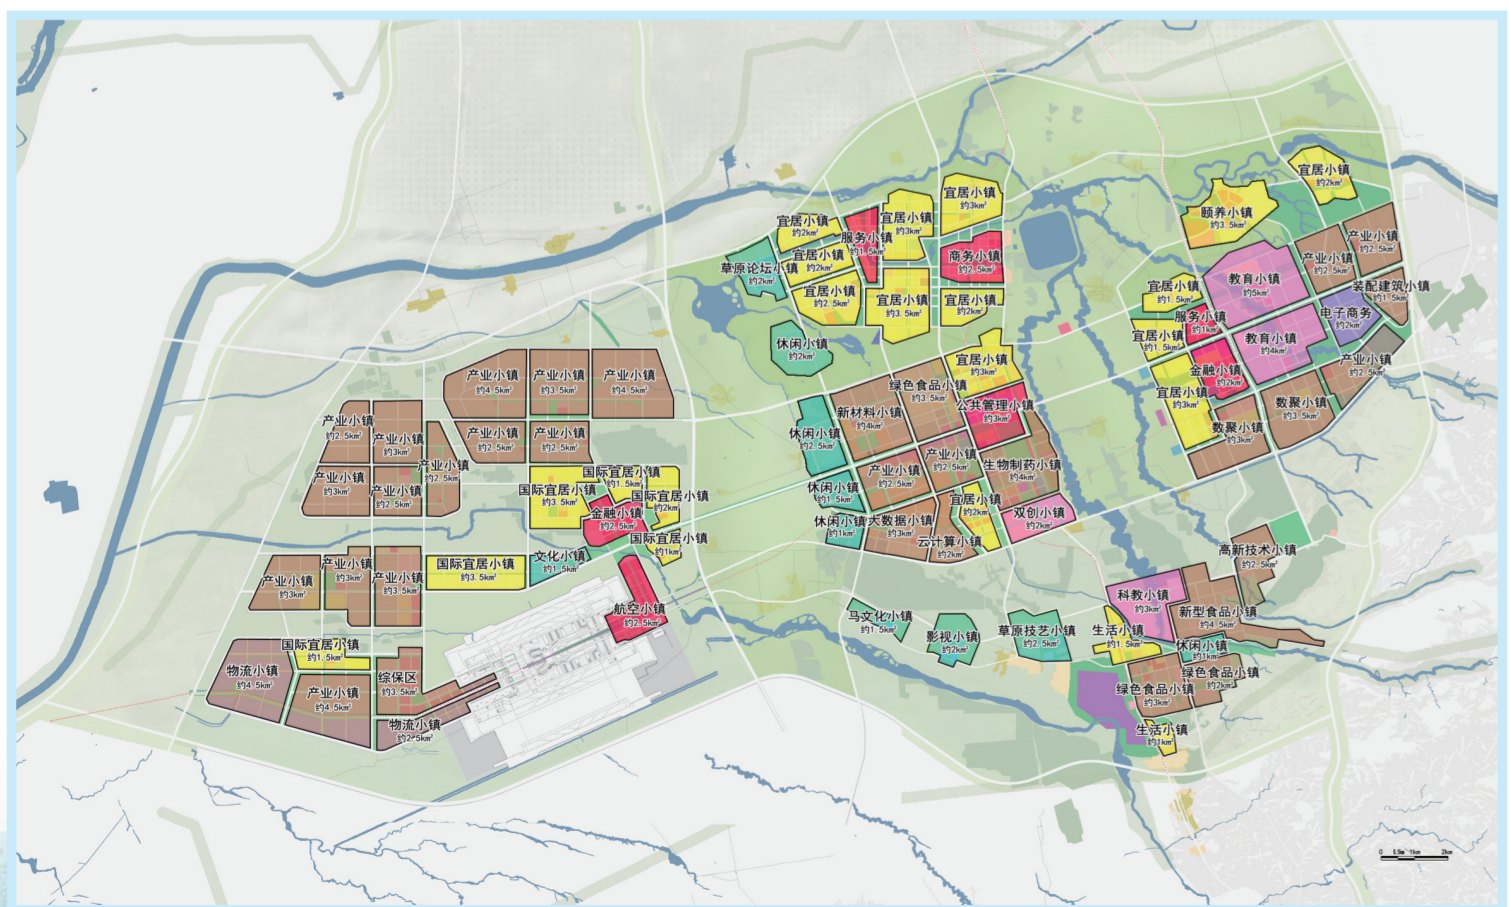 宜居小镇
约2km²
颐养小镇
约3.5km²
宜居小镇
约3km²
宜居小镇
约2km²
服务小镇
约1.5km²
宜居小镇
约3km²
商务小镇
约2.5km²
草原论坛小镇
约2km²
宜居小镇
约2km²
宜居小镇
约2.5km²
宜居小镇
约3.5km²
宜居小镇
约2km²
休闲小镇
约2km²
产业小镇
约2.5km²
产业小镇
约2.5km²
装配建筑小镇
约1.5km²
教育小镇
约5km²
电子商务
约2km²
宜居小镇
约1.5km²
服务小镇
约1km²
宜居小镇
约1.5km²
教育小镇
约4km²
金融小镇
约2km²
产业小镇
约2.5km²
宜居小镇
约3km²
数聚小镇
约3.5km²
数聚小镇
约3km²
产业小镇
约4.5km²
产业小镇
约3.5km²
产业小镇
约4.5km²
产业小镇
约2.5km²
产业小镇
约3km²
产业小镇
约2.5km²
产业小镇
约2.5km²
产业小镇
约3km²
产业小镇
约2.5km²
产业小镇
约2.5km²
国际宜居小镇
约3.5km²
国际宜居小镇
约1.5km²
国际宜居小镇
约2km²
金融小镇
约2.5km²
国际宜居小镇
约1km²
宜居小镇
约3km²
绿色食品小镇
约3.5km²
新材料小镇
约4km²
公共管理小镇
约3km²
休闲小镇
约2.5km²
产业小镇
约2.5km²
产业小镇
约2.5km²
生物制药小镇
约4km²
休闲小镇
约1.5km²
宜居小镇
约2km²
双创小镇
约2km²
休闲小镇
约1km²
大数据小镇
约3km²
云计算小镇
约2km²
产业小镇
约3km²
产业小镇
约3km²
产业小镇
约3.5km²
国际宜居小镇
约3.5km²
文化小镇
约1.5km²
航空小镇
约2.5km²
国际宜居小镇
约1.5km²
物流小镇
约4.5km²
产业小镇
约4.5km²
综保区
约3.5km²
物流小镇
约2.5km²
马文化小镇
约1.5km²
影视小镇
约2km²
草原技艺小镇
约2.5km²
高新技术小镇
约2.5km²
科教小镇
约3km²
新型食品小镇
约4.5km²
生活小镇
约1.5km²
休闲小镇
约1km²
绿色食品小镇
约2km²
绿色食品小镇
约3km²
生活小镇
约1km²
0 0.5km 1km 2km